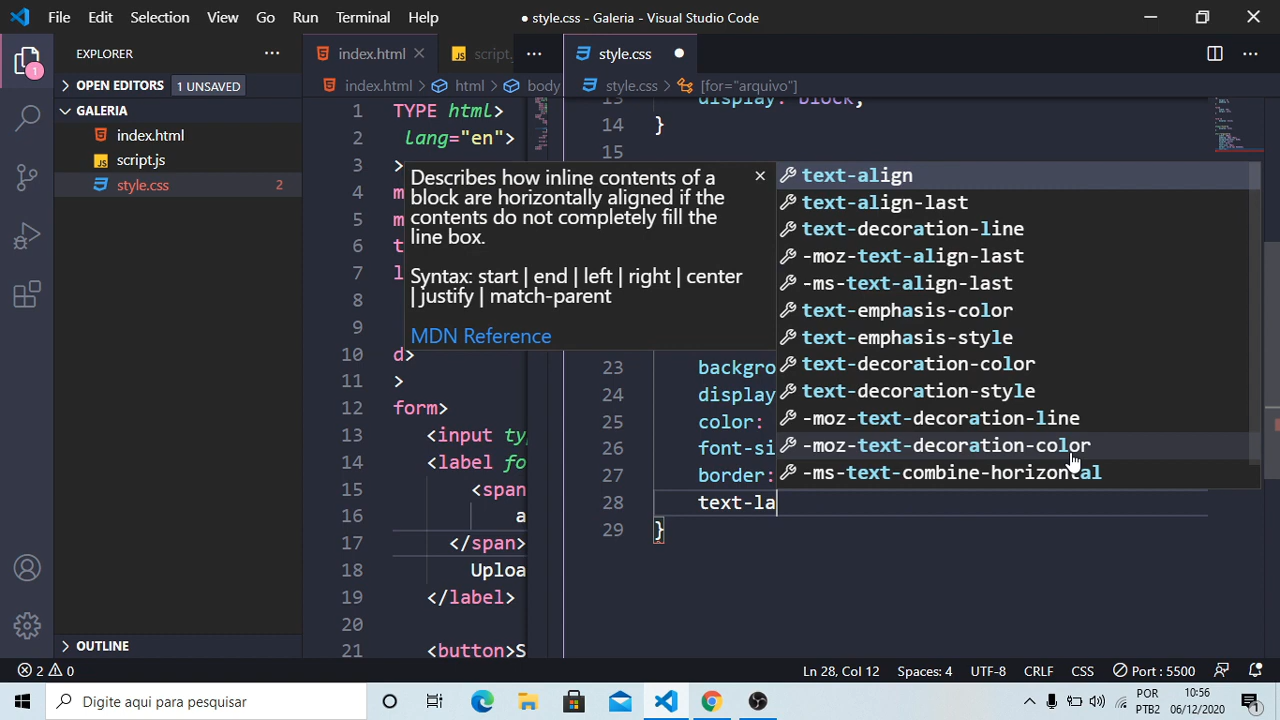 File Edit Selection View Go Run Terminal Help
● style.css - Galeria - Visual Studio Code
EXPLORER
OPEN EDITORS 1 UNSAVED
GALERIA
index.html
script.js
style.css 2
OUTLINE
1
index.html
script.
index.html > html > body
1 TYPE html>
2 lang="en">
3 >
4 m
5 m
6 t
7 l
8
9
10 d>
11 >
12 form>
13 <input typ
14 <label fo
15 <span
16 a
17 </span>
18 Uploa
19 </label>
20
21 <button>S
style.css
style.css > [for="arquivo"]
13 display: block;
14 }
15
Describes how inline contents of a
block are horizontally aligned if the
contents do not completely fill the
line box.
Syntax: start | end | left | right | center
| justify | match-parent
MDN Reference
text-align
text-align-last
text-decoration-line
-moz-text-align-last
-ms-text-align-last
text-emphasis-color
text-emphasis-style
text-decoration-color
text-decoration-style
-moz-text-decoration-line
-moz-text-decoration-color
-ms-text-combine-horizontal
23 backgro
24 display
25 color:
26 font-si
27 border:
28 text-la
29 }
2 0
Ln 28, Col 12 Spaces: 4 UTF-8 CRLF CSS Port : 5500
Digite aqui para pesquisar
POR
PTB2
10:56
06/12/2020
1